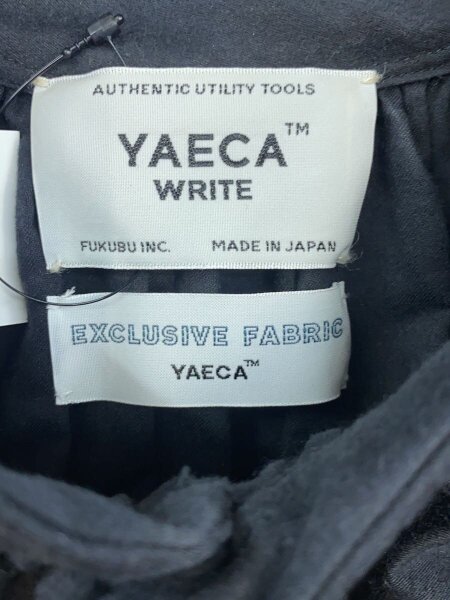 AUTHENTIC UTILITY TOOLS
YAECA™
WRITE
FUKUBU INC. MADE IN JAPAN
EXCLUSIVE FABRIC
YAECA™